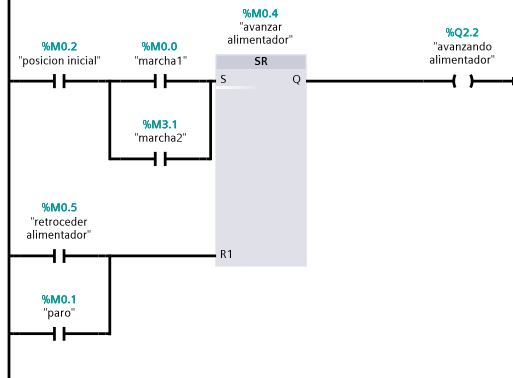 %M0.4
"avanzar
alimentador"
%Q2.2
"avanzando
alimentador"
%M0.2
"posicion inicial"
%M0.0
"marcha1"
SR
S
Q
%M3.1
"marcha2"
%M0.5
"retroceder
alimentador"
R1
%M0.1
"paro"